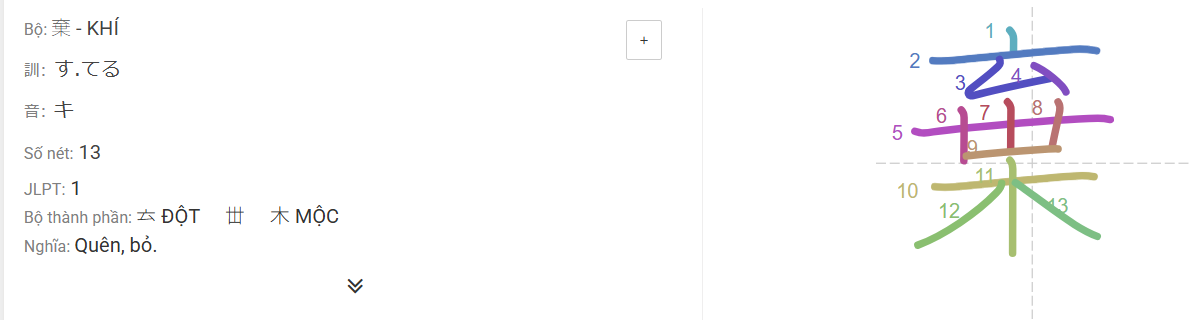 Bộ: 棄 - KHÍ
+
訓: す.てる
音: キ
Số nét: 13
JLPT: 1
Bộ thành phần: 𠫓 ĐỘT 丗 木 MỘC
Nghĩa: Quên, bỏ.
1
2
3
4
5
6
7
8
9
10
11
12
13
棄